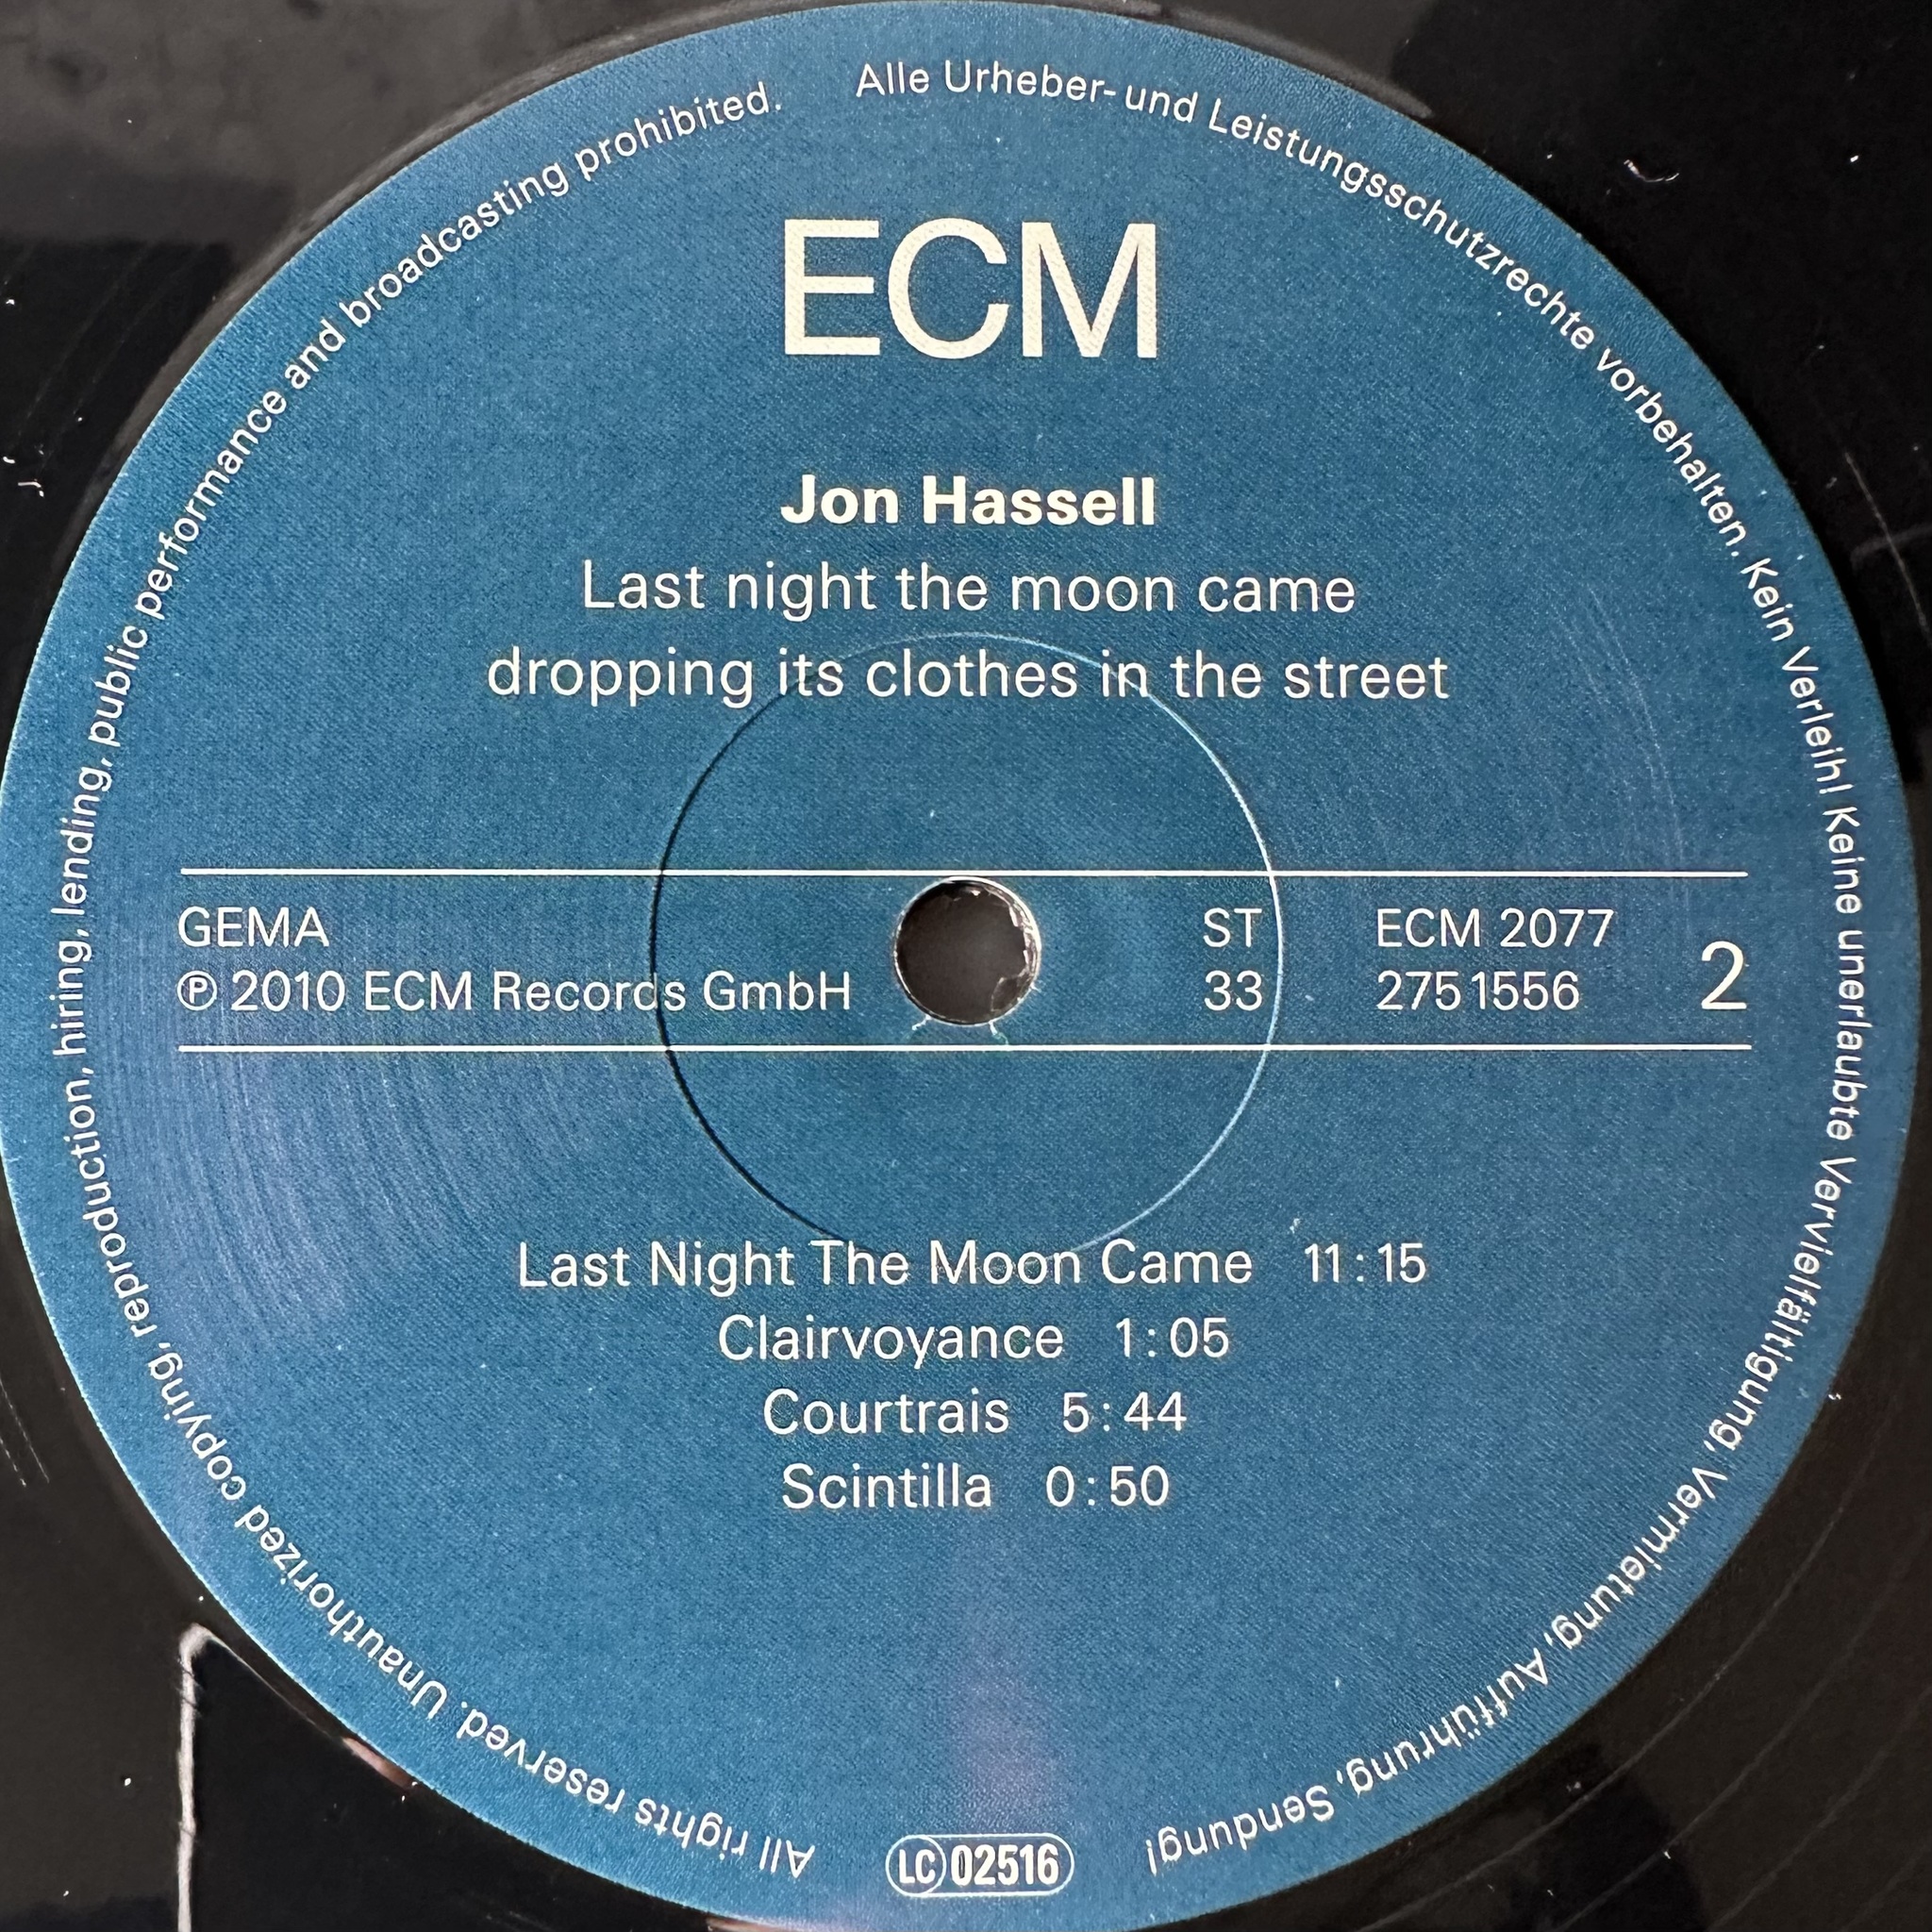 ECM
Jon Hassell
Last night the moon came
dropping its clothes in the street
GEMA
℗ 2010 ECM Records GmbH
ST
33
ECM 2077
275 1556
2
Last Night The Moon Came 11:15
Clairvoyance 1:05
Courtrais 5:44
Scintilla 0:50
Alle Urheber- und Leistungsschutzrechte vorbehalten. Kein Verleih! Keine unerlaubte Vervielfältigung, Vermietung, Aufführung, Sendung!
LC 02516
All rights reserved. Unauthorized copying, reproduction, hiring, lending, public performance and broadcasting prohibited.